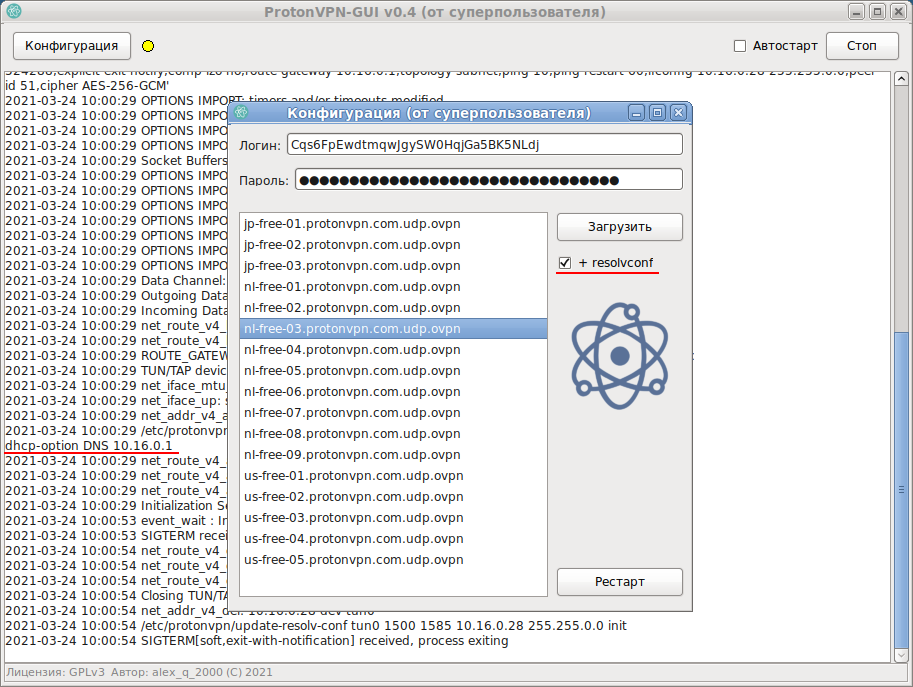 ProtonVPN-GUI v0.4 (от суперпользователя)
Конфигурация
Автостарт
Стоп
id 51,cipher AES-256-GCM'
2021-03-24 10:00:29 OPTIONS IMPORT: timers and/or timeouts modified
2021-03-24 10:00:29 OPTIONS IMPO
2021-03-24 10:00:29 OPTIONS IMPO
2021-03-24 10:00:29 OPTIONS IMPO
2021-03-24 10:00:29 Socket Buffers
2021-03-24 10:00:29 OPTIONS IMPO
2021-03-24 10:00:29 OPTIONS IMPO
2021-03-24 10:00:29 OPTIONS IMPO
2021-03-24 10:00:29 OPTIONS IMPO
2021-03-24 10:00:29 OPTIONS IMPO
2021-03-24 10:00:29 OPTIONS IMPO
2021-03-24 10:00:29 OPTIONS IMPO
2021-03-24 10:00:29 Data Channel:
2021-03-24 10:00:29 Outgoing Data
2021-03-24 10:00:29 Incoming Data
2021-03-24 10:00:29 net_route_v4_
2021-03-24 10:00:29 net_route_v4_
2021-03-24 10:00:29 ROUTE_GATEW
2021-03-24 10:00:29 TUN/TAP devic
2021-03-24 10:00:29 net_iface_mtu_
2021-03-24 10:00:29 net_iface_up: s
2021-03-24 10:00:29 net_addr_v4_a
2021-03-24 10:00:29 /etc/protonvpn
dhcp-option DNS 10.16.0.1
2021-03-24 10:00:29 net_route_v4_
2021-03-24 10:00:29 net_route_v4_
2021-03-24 10:00:29 net_route_v4_
2021-03-24 10:00:29 Initialization Se
2021-03-24 10:00:53 event_wait : In
2021-03-24 10:00:53 SIGTERM recei
2021-03-24 10:00:54 net_route_v4_
2021-03-24 10:00:54 net_route_v4_
2021-03-24 10:00:54 net_route_v4_
2021-03-24 10:00:54 Closing TUN/TA
2021-03-24 10:00:54 net_addr_v4_del: 10.16.0.28 dev tun0
2021-03-24 10:00:54 /etc/protonvpn/update-resolv-conf tun0 1500 1585 10.16.0.28 255.255.0.0 init
2021-03-24 10:00:54 SIGTERM[soft,exit-with-notification] received, process exiting
Конфигурация (от суперпользователя)
Логин: Cqs6FpEwdtmqwJgySW0HqjGa5BK5NLdj
Пароль: ●●●●●●●●●●●●●●●●●●●●●●●●●●●●●●●●
jp-free-01.protonvpn.com.udp.ovpn
jp-free-02.protonvpn.com.udp.ovpn
jp-free-03.protonvpn.com.udp.ovpn
nl-free-01.protonvpn.com.udp.ovpn
nl-free-02.protonvpn.com.udp.ovpn
nl-free-03.protonvpn.com.udp.ovpn
nl-free-04.protonvpn.com.udp.ovpn
nl-free-05.protonvpn.com.udp.ovpn
nl-free-06.protonvpn.com.udp.ovpn
nl-free-07.protonvpn.com.udp.ovpn
nl-free-08.protonvpn.com.udp.ovpn
nl-free-09.protonvpn.com.udp.ovpn
us-free-01.protonvpn.com.udp.ovpn
us-free-02.protonvpn.com.udp.ovpn
us-free-03.protonvpn.com.udp.ovpn
us-free-04.protonvpn.com.udp.ovpn
us-free-05.protonvpn.com.udp.ovpn
Загрузить
+ resolvconf
Рестарт
Лицензия: GPLv3 Автор: alex_q_2000 (C) 2021